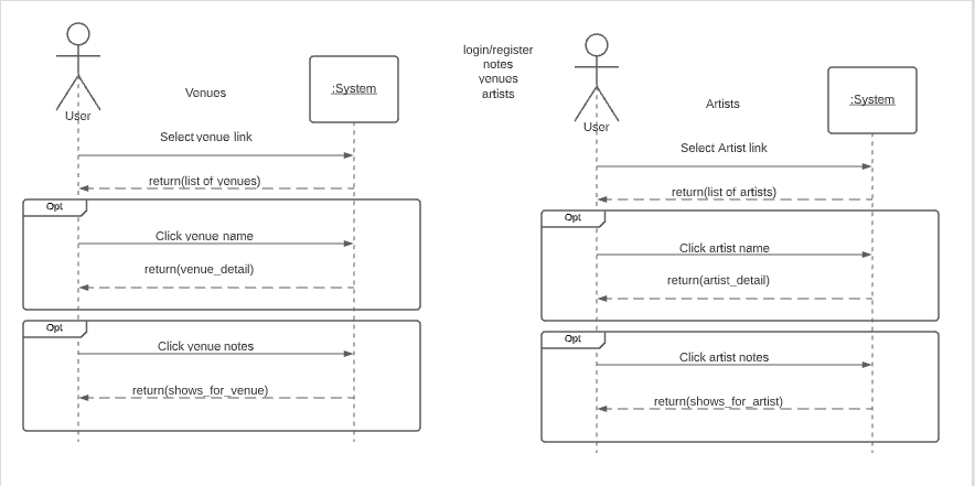 Venues
:System
User
Select venue link
return(list of venues)
Opt
Click venue name
return(venue_detail)
Opt
Click venue notes
return(shows_for_venue)
login/register
notes
venues
artists
Artists
:System
User
Select Artist link
return(list of artists)
Opt
Click artist name
return(artist_detail)
Opt
Click artist notes
return(shows_for_artist)